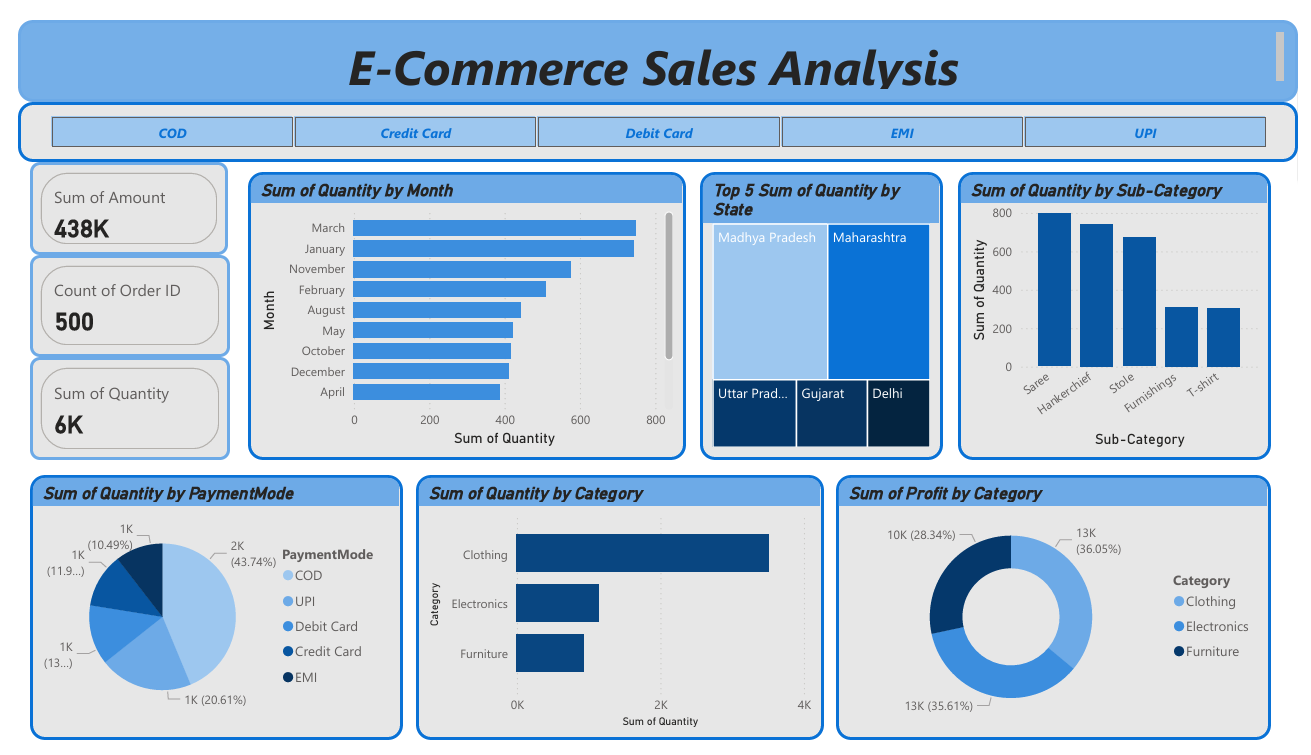 E-Commerce Sales Analysis
COD
Credit Card
Debit Card
EMI
UPI
Sum of Amount
438K
Count of Order ID
500
Sum of Quantity
6K
Sum of Quantity by Month
Month
March
January
November
February
August
May
October
December
April
0
200
400
600
800
Sum of Quantity
Top 5 Sum of Quantity by
State
Madhya Pradesh
Maharashtra
Uttar Prad...
Gujarat
Delhi
Sum of Quantity by Sub-Category
Sum of Quantity
800
600
400
200
0
Saree
Hankerchief
Stole
Furnishings
T-shirt
Sub-Category
Sum of Quantity by PaymentMode
1K
(10.49%)
1K
(11.9...)
1K
(13...)
1K (20.61%)
2K
(43.74%)
PaymentMode
COD
UPI
Debit Card
Credit Card
EMI
Sum of Quantity by Category
Category
Clothing
Electronics
Furniture
0K
2K
4K
Sum of Quantity
Sum of Profit by Category
10K (28.34%)
13K
(36.05%)
13K (35.61%)
Category
Clothing
Electronics
Furniture